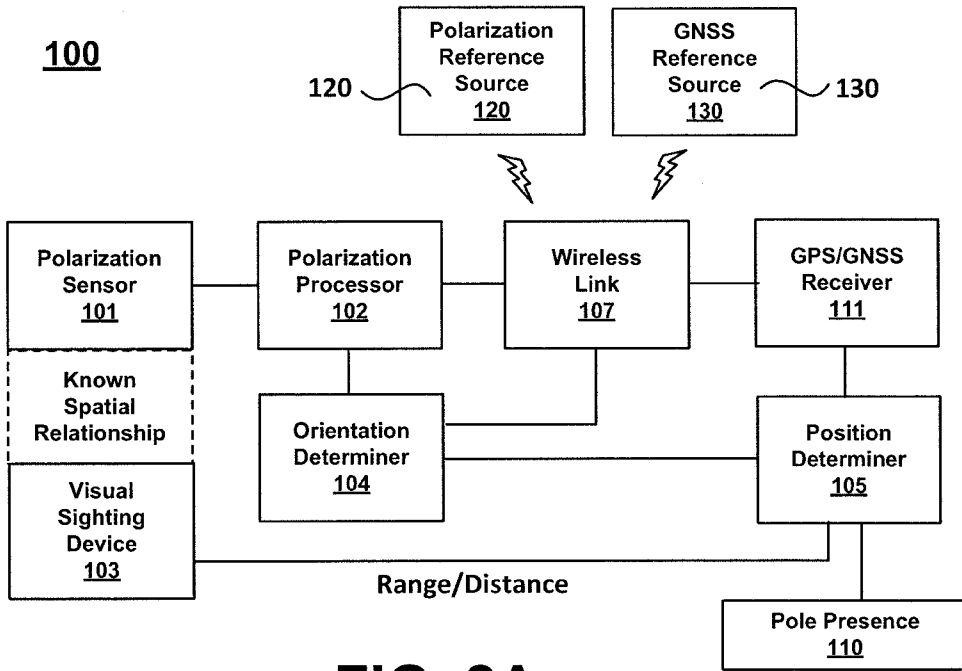 100
Polarization
Reference
Source
120
120
GNSS
Reference
Source
130
130
Polarization
Sensor
101
Polarization
Processor
102
Wireless
Link
107
GPS/GNSS
Receiver
111
Known
Spatial
Relationship
Orientation
Determiner
104
Position
Determiner
105
Visual
Sighting
Device
103
Range/Distance
Pole Presence
110